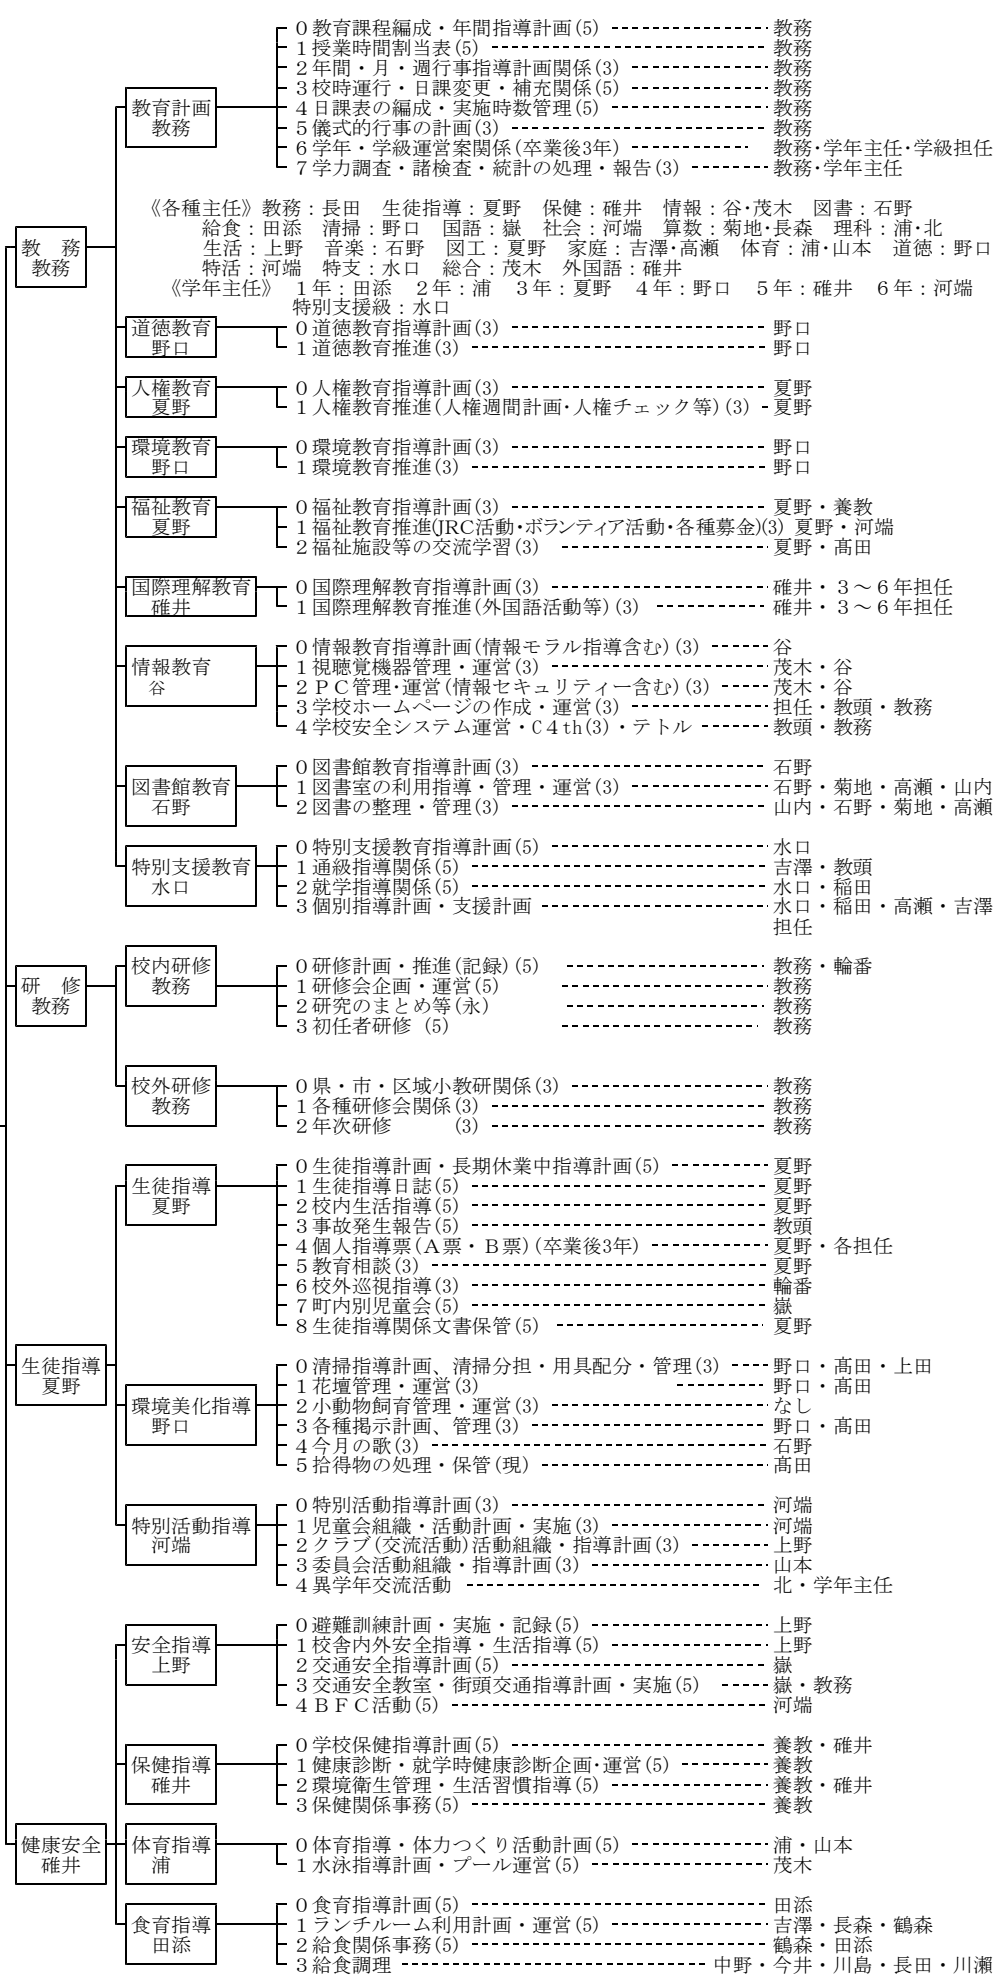 教　務
教務
教育計画
教務
０教育課程編成・年間指導計画(5) 教務
１授業時間割当表(5) 教務
２年間・月・週行事指導計画関係(3) 教務
３校時運行・日課変更・補充関係(5) 教務
４日課表の編成・実施時数管理(5) 教務
５儀式的行事の計画(3) 教務
６学年・学級運営案関係(卒業後3年) 教務・学年主任・学級担任
７学力調査・諸検査・統計の処理・報告(3) 教務・学年主任
《各種主任》教務：長田　生徒指導：夏野　保健：碓井　情報：谷・茂木　図書：石野
給食：田添　清掃：野口　国語：嶽　社会：河端　算数：菊地・長森　理科：浦・北
生活：上野　音楽：石野　図工：夏野　家庭：吉澤・高瀬　体育：浦・山本　道徳：野口
特活：河端　特支：水口　総合：茂木　外国語：碓井
《学年主任》　１年：田添　２年：浦　３年：夏野　４年：野口　５年：碓井　６年：河端
特別支援級：水口
道徳教育
野口
０道徳教育指導計画(3) 野口
１道徳教育推進(3) 野口
人権教育
夏野
０人権教育指導計画(3) 夏野
１人権教育推進(人権週間計画・人権チェック等)(3) 夏野
環境教育
野口
０環境教育指導計画(3) 野口
１環境教育推進(3) 野口
福祉教育
夏野
０福祉教育指導計画(3) 夏野・養教
１福祉教育推進(JRC活動・ボランティア活動・各種募金)(3) 夏野・河端
２福祉施設等の交流学習(3) 夏野・髙田
国際理解教育
碓井
０国際理解教育指導計画(3) 碓井・３～６年担任
１国際理解教育推進(外国語活動等)(3) 碓井・３～６年担任
情報教育
谷
０情報教育指導計画(情報モラル指導含む)(3) 谷
１視聴覚機器管理・運営(3) 茂木・谷
２ＰＣ管理・運営(情報セキュリティー含む)(3) 茂木・谷
３学校ホームページの作成・運営(3) 担任・教頭・教務
４学校安全システム運営・C４th(3)・テトル 教頭・教務
図書館教育
石野
０図書館教育指導計画(3) 石野
１図書室の利用指導・管理・運営(3) 石野・菊地・高瀬・山内
２図書の整理・管理(3) 山内・石野・菊地・高瀬
特別支援教育
水口
０特別支援教育指導計画(5) 水口
１通級指導関係(5) 吉澤・教頭
２就学指導関係(5) 水口・稲田
３個別指導計画・支援計画 水口・稲田・高瀬・吉澤
担任
研　修
教務
校内研修
教務
０研修計画・推進(記録)(5) 教務・輪番
１研修会企画・運営(5) 教務
２研究のまとめ等(永) 教務
３初任者研修 (5) 教務
校外研修
教務
０県・市・区域小教研関係(3) 教務
１各種研修会関係(3) 教務
２年次研修　　　(3) 教務
生徒指導
夏野
生徒指導
夏野
０生徒指導計画・長期休業中指導計画(5) 夏野
１生徒指導日誌(5) 夏野
２校内生活指導(5) 夏野
３事故発生報告(5) 教頭
４個人指導票(Ａ票・Ｂ票)(卒業後3年) 夏野・各担任
５教育相談(3) 夏野
６校外巡視指導(3) 輪番
７町内別児童会(5) 嶽
８生徒指導関係文書保管(5) 夏野
環境美化指導
野口
０清掃指導計画、清掃分担・用具配分・管理(3) 野口・髙田・上田
１花壇管理・運営(3) 野口・髙田
２小動物飼育管理・運営(3) なし
３各種掲示計画、管理(3) 野口・髙田
４今月の歌(3) 石野
５拾得物の処理・保管(現) 髙田
特別活動指導
河端
０特別活動指導計画(3) 河端
１児童会組織・活動計画・実施(3) 河端
２クラブ(交流活動)活動組織・指導計画(3) 上野
３委員会活動組織・指導計画(3) 山本
４異学年交流活動 北・学年主任
健康安全
碓井
安全指導
上野
０避難訓練計画・実施・記録(5) 上野
１校舎内外安全指導・生活指導(5) 上野
２交通安全指導計画(5) 嶽
３交通安全教室・街頭交通指導計画・実施(5) 嶽・教務
４ＢＦＣ活動(5) 河端
保健指導
碓井
０学校保健指導計画(5) 養教・碓井
１健康診断・就学時健康診断企画・運営(5) 養教
２環境衛生管理・生活習慣指導(5) 養教・碓井
３保健関係事務(5) 養教
体育指導
浦
０体育指導・体力つくり活動計画(5) 浦・山本
１水泳指導計画・プール運営(5) 茂木
食育指導
田添
０食育指導計画(5) 田添
１ランチルーム利用計画・運営(5) 吉澤・長森・鶴森
２給食関係事務(5) 鶴森・田添
３給食調理 中野・今井・川島・長田・川瀬